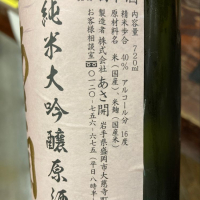 内容量 720ml
精米歩合 40% アルコール分 16度
原材料名 米(国産)、米麹(国産米)
製造者 株式会社 あさ開
岩手県盛岡市大慈寺町
お客様相談室 0120-675
純米大吟醸原酒